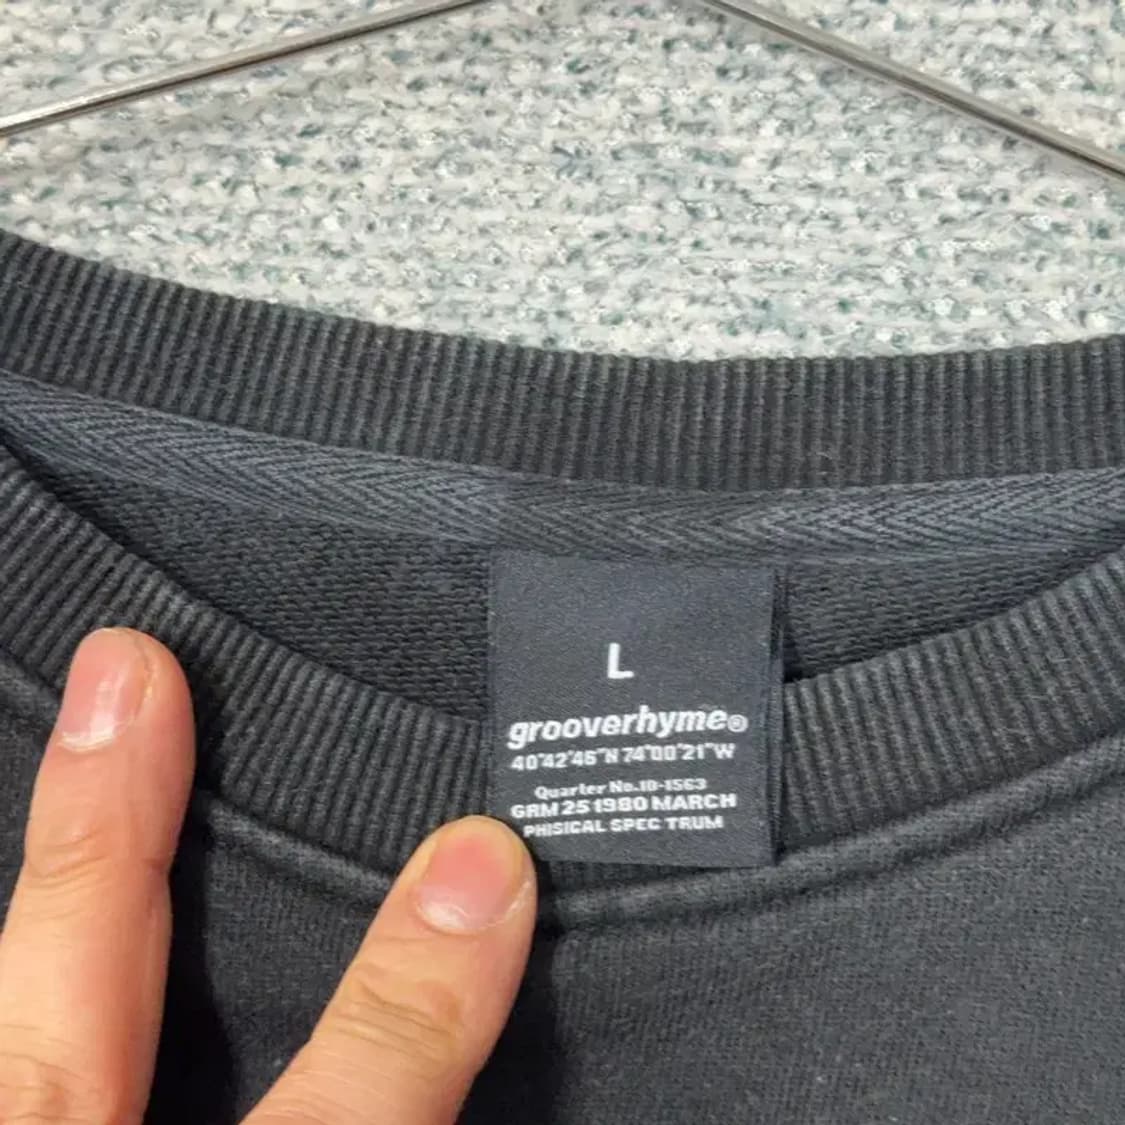 L
grooverhyme®
40°42'46"N 74°00'21"W
Quarter No.10-1563
GRM 25 1980 MARCH
PHISICAL SPEC TRUM